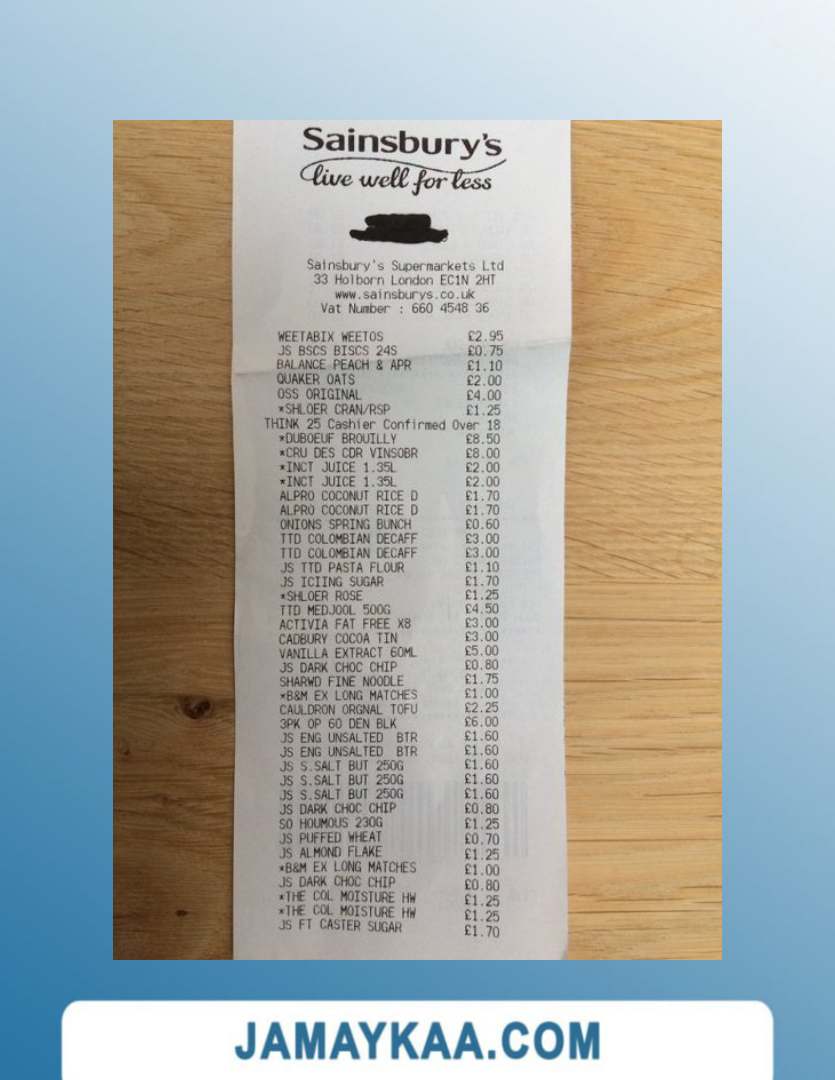 Sainsbury's
live well for less
Sainsbury's Supermarkets Ltd
33 Holborn London EC1N 2HT
www.sainsburys.co.uk
Vat Number : 660 4548 36
WEETABIX WEETOS £2.95
JS BSCS BISCS 24S £0.75
BALANCE PEACH & APR £1.10
QUAKER OATS £2.00
OSS ORIGINAL £4.00
*SHLOER CRAN/RSP £1.25
THINK 25 Cashier Confirmed Over 18
*DUBOEUF BROUILLY £8.50
*CRU DES CDR VINSOBR £8.00
*INCT JUICE 1.35L £2.00
*INCT JUICE 1.35L £2.00
ALPRO COCONUT RICE D £1.70
ALPRO COCONUT RICE D £1.70
ONIONS SPRING BUNCH £0.60
TTD COLOMBIAN DECAFF £3.00
TTD COLOMBIAN DECAFF £3.00
JS TTD PASTA FLOUR £1.10
JS ICIING SUGAR £1.70
*SHLOER ROSE £1.25
TTD MEDJOOL 500G £4.50
ACTIVIA FAT FREE X8 £3.00
CADBURY COCOA TIN £3.00
VANILLA EXTRACT 60ML £5.00
JS DARK CHOC CHIP £0.80
SHARWD FINE NOODLE £1.75
*B&M EX LONG MATCHES £1.00
CAULDRON ORGNAL TOFU £2.25
3PK OP 60 DEN BLK £6.00
JS ENG UNSALTED BTR £1.60
JS ENG UNSALTED BTR £1.60
JS S.SALT BUT 250G £1.60
JS S.SALT BUT 250G £1.60
JS S.SALT BUT 250G £1.60
JS DARK CHOC CHIP £0.80
SO HOUMOUS 230G £1.25
JS PUFFED WHEAT £0.70
JS ALMOND FLAKE £1.25
*B&M EX LONG MATCHES £1.00
JS DARK CHOC CHIP £0.80
*THE COL MOISTURE HW £1.25
*THE COL MOISTURE HW £1.25
JS FT CASTER SUGAR £1.70
JAMAYKAA.COM